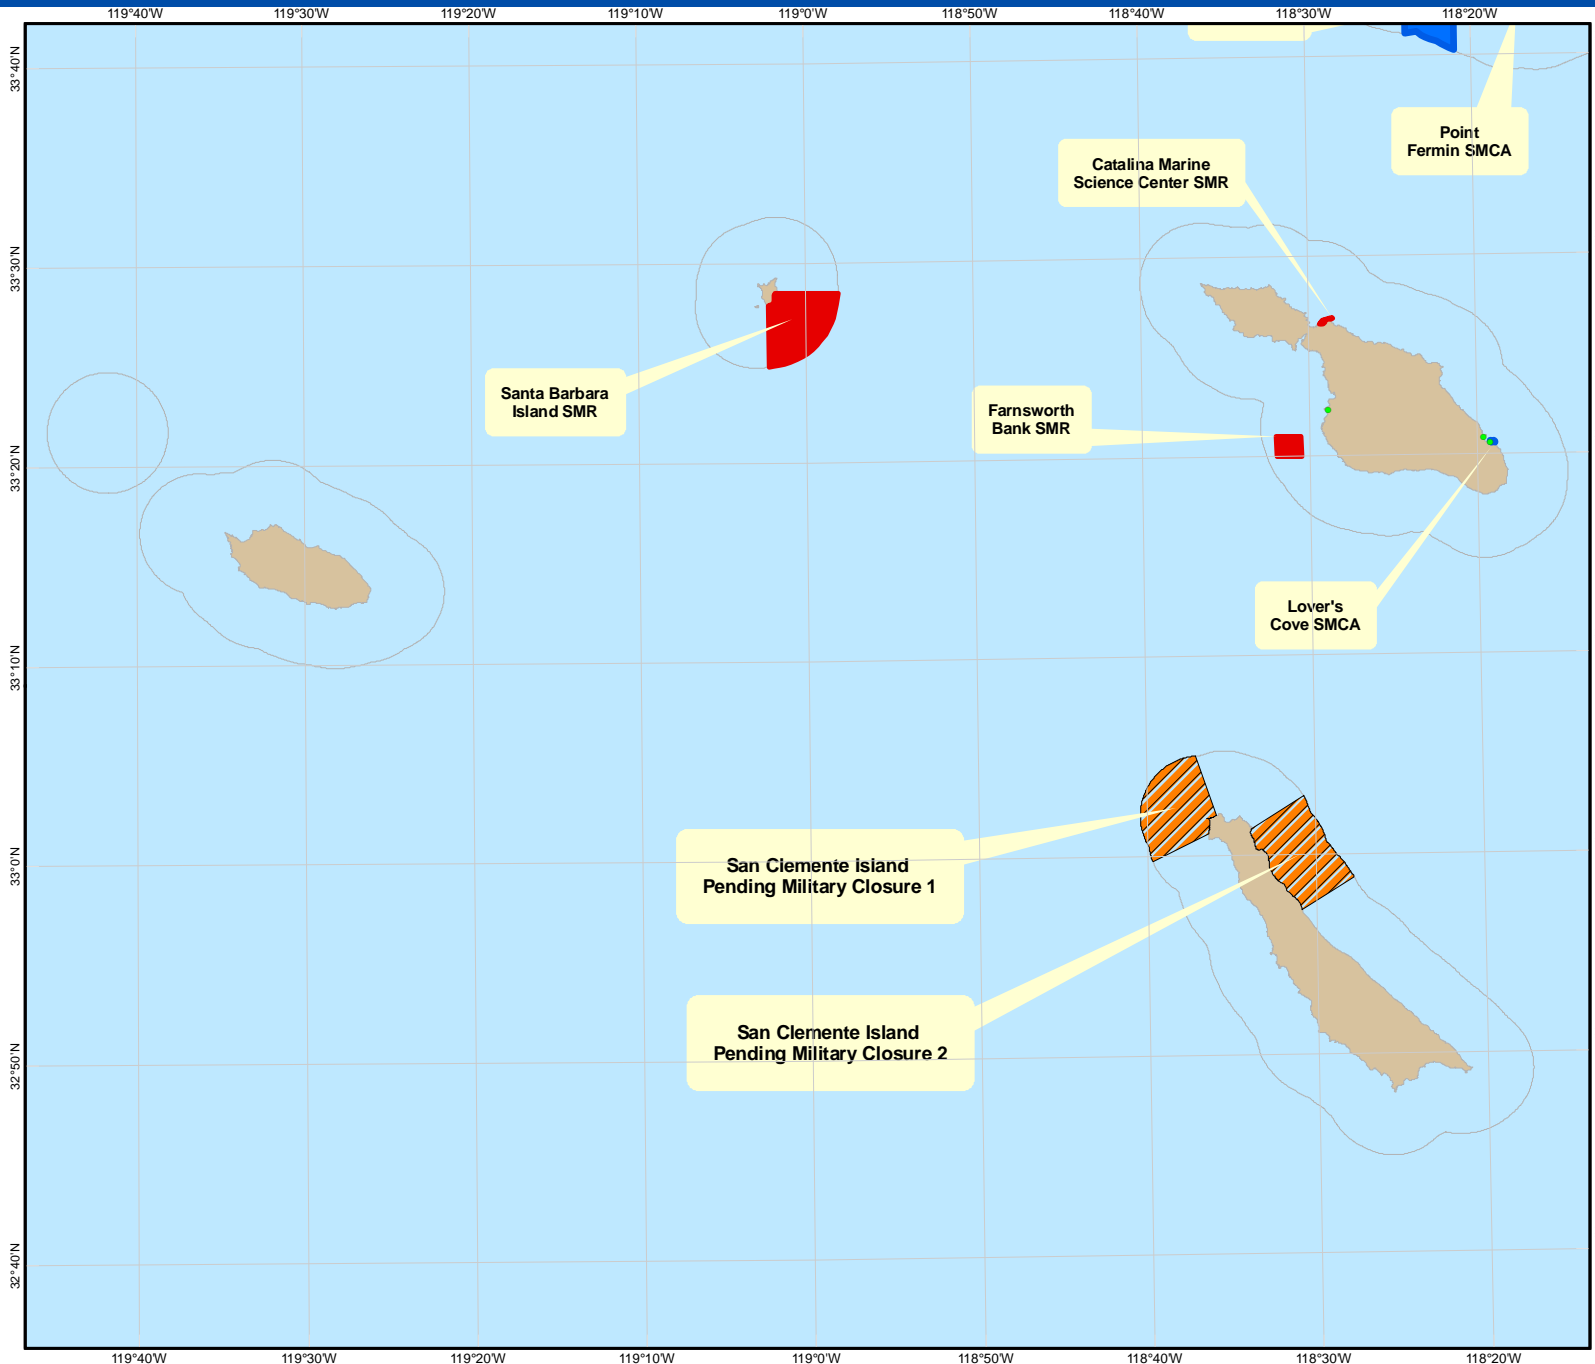 119°40'W 119°30'W 119°20'W 119°10'W 119°0'W 118°50'W 118°40'W 118°30'W 118°20'W
33°40'N
Point
Fermin SMCA
Catalina Marine
Science Center SMR
33°30'N
Santa Barbara
Island SMR
Farnsworth
Bank SMR
33°20'N
Lover's
Cove SMCA
33°10'N
San Clemente Island
Pending Military Closure 1
33°0'N
San Clemente Island
Pending Military Closure 2
32°50'N
32°40'N
119°40'W 119°30'W 119°20'W 119°10'W 119°0'W 118°50'W 118°40'W 118°30'W 118°20'W